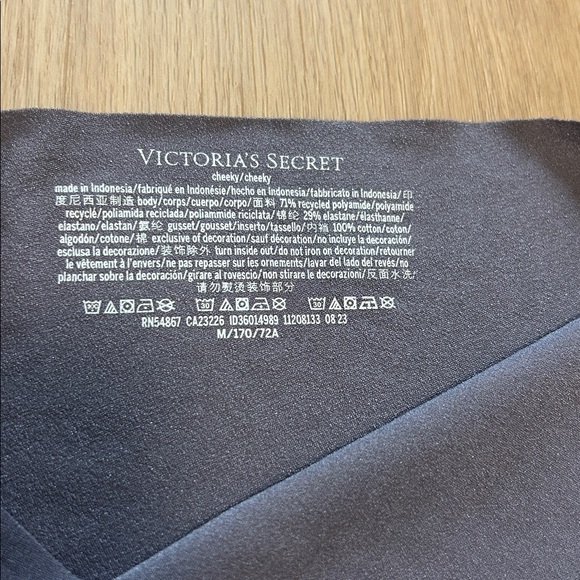 VICTORIA'S SECRET
cheeky/cheeky
made in Indonesia/fabriqué en Indonésie/hecho en Indonesia/fabbricato in Indonesia/印
度尼西亚制造 body/corps/cuerpo/corpo/面料 71% recycled polyamide/polyamide
recyclé/poliamida reciclada/poliammide riciclata/锦纶 29% elastane/élasthanne/
elastano/elastan/氨纶 gusset/gousset/inserto/tassello/内裆 100% cotton/coton/
algodón/cotone/棉 exclusive of decoration/sauf décoration/no incluye la decoración/
esclusa la decorazione/装饰除外 turn inside out/do not iron on decoration/retourner
le vêtement à l'envers/ne pas repasser sur les ornements/lavar del lado del revés/no
planchar sobre la decoración/girare al rovescio/non stirare le decorazioni/反面水洗/
请勿熨烫装饰部分
30 30
RN54867 CA23226 ID36014989 11208133 08 23
M/170/72A